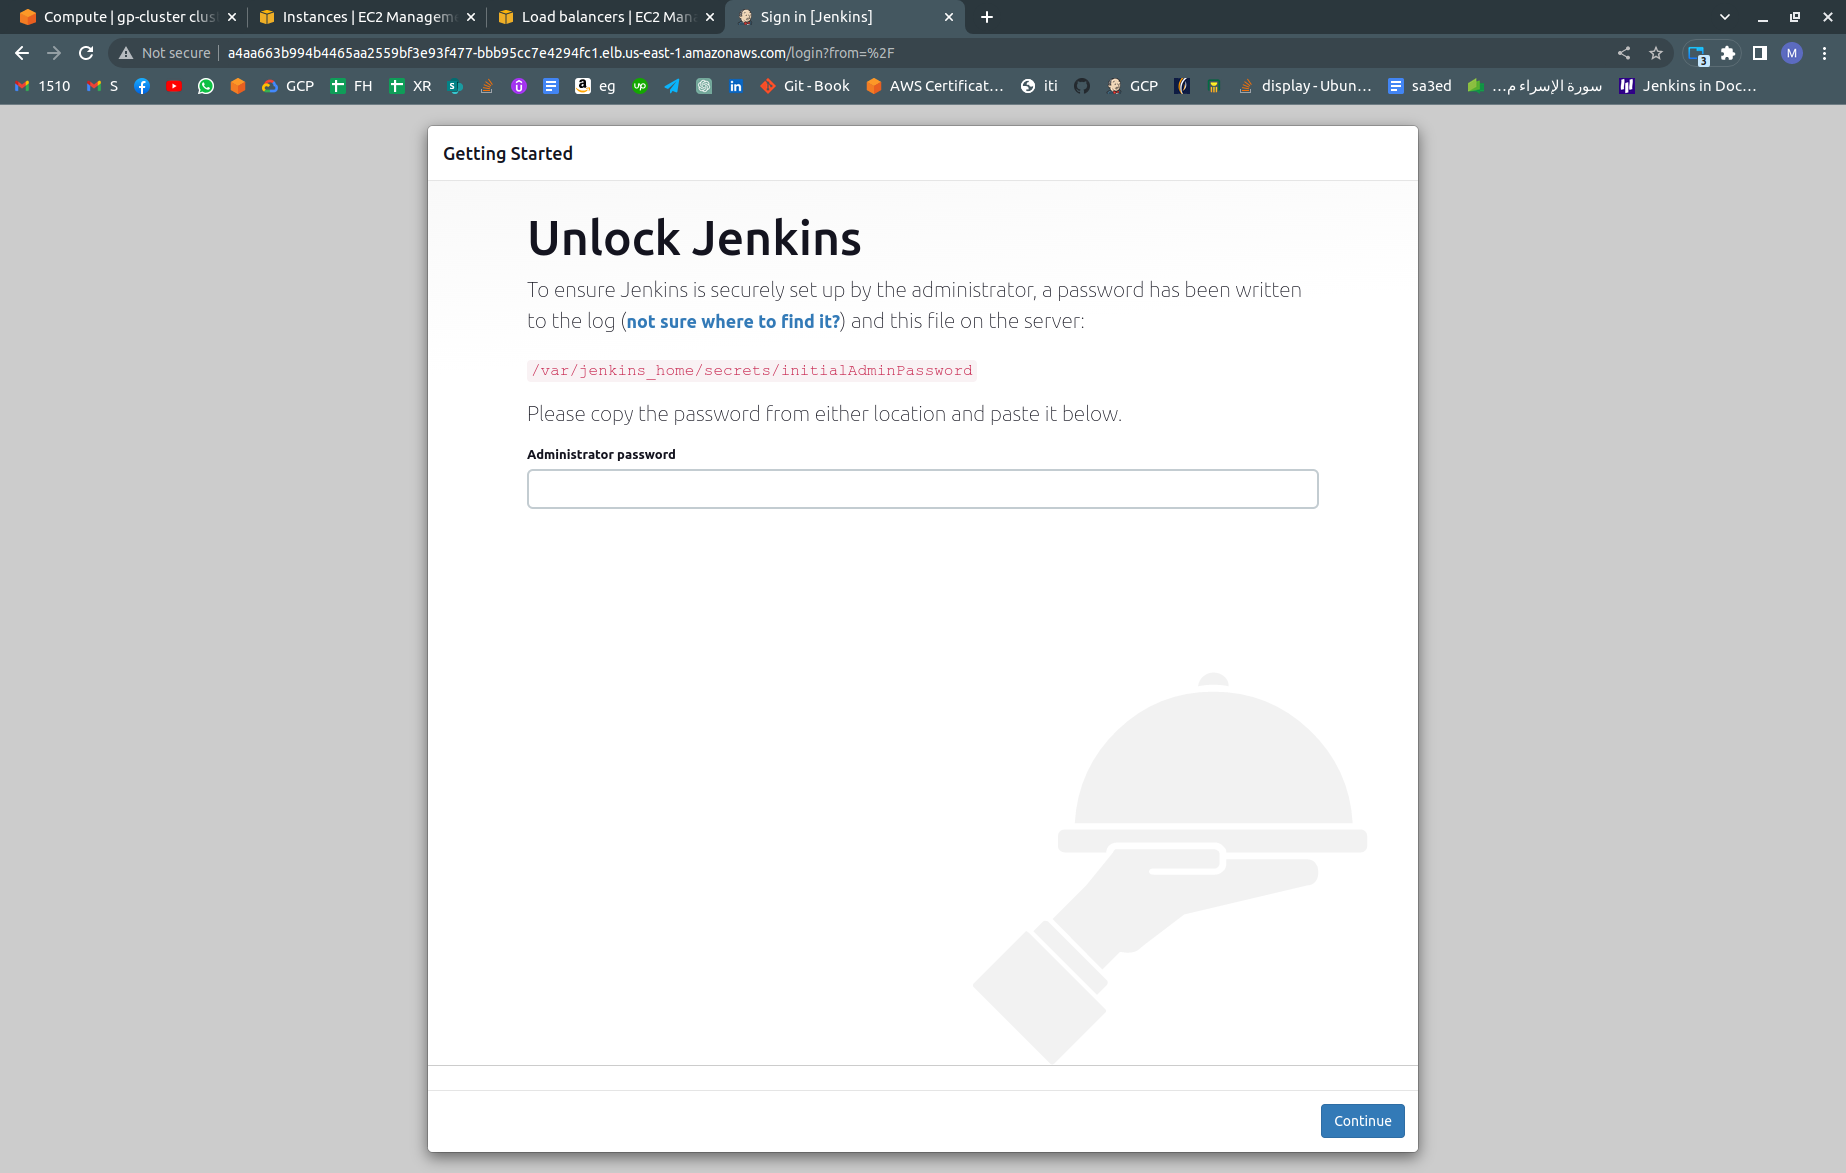 Compute | gp-cluster clus
Instances | EC2 Managem
Load balancers | EC2 Man
Sign in [Jenkins]
Not secure
a4aa663b994b4465aa2559bf3e93f477-bbb95cc7e4294fc1.elb.us-east-1.amazonaws.com/login?from=%2F
3
M
1510
S
GCP
FH
XR
eg
Git - Book
AWS Certificat…
iti
GCP
display - Ubun…
sa3ed
سورة الإسراء م…
Jenkins in Doc…
Getting Started
Unlock Jenkins
To ensure Jenkins is securely set up by the administrator, a password has been written
to the log (not sure where to find it?) and this file on the server:
/var/jenkins_home/secrets/initialAdminPassword
Please copy the password from either location and paste it below.
Administrator password
Continue